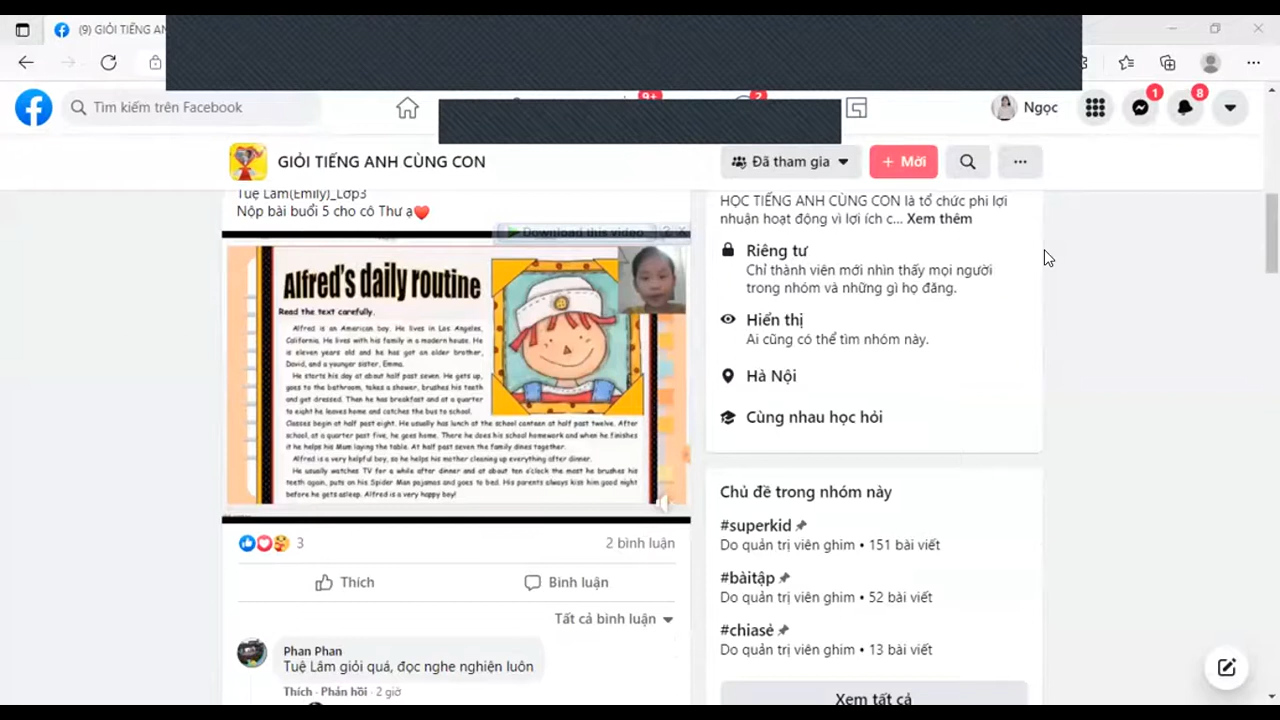 (9) GIỎI TIẾNG AN
Tìm kiếm trên Facebook
9+
2
Ngọc
1
8
GIỎI TIẾNG ANH CÙNG CON
Đã tham gia
+ Mới
Tuệ Lâm(Emily)_Lớp3
Nộp bài buổi 5 cho cô Thư ạ❤️
Download this video
? X
Alfred's daily routine
Read the text carefully.
Alfred is an American boy. He lives in Los Angeles,
California. He lives with his family in a modern house. He
is eleven years old and he has got an older brother,
David, and a younger sister, Emma.
He starts his day at about half past seven. He gets up,
goes to the bathroom, takes a shower, brushes his teeth
and get dressed. Then he has breakfast and at a quarter
to eight he leaves home and catches the bus to school.
Classes begin at half past eight. He usually has lunch at the school canteen at half past twelve. After
school, at a quarter past five, he goes home. There he does his school homework and when he finishes
it he helps his Mum laying the table. At half past seven the family dines together.
Alfred is a very helpful boy, so he helps his mother cleaning up everything after dinner.
He usually watches TV for a while after dinner and at about ten o'clock the most he brushes his
teeth again, puts on his Spider Man pajamas and goes to bed. His parents always kiss him good night
before he gets asleep. Alfred is a very happy boy!
3
2 bình luận
Thích
Bình luận
Tất cả bình luận
Phan Phan
Tuệ Lâm giỏi quá, đọc nghe nghiện luôn
Thích · Phản hồi · 2 giờ
HỌC TIẾNG ANH CÙNG CON là tổ chức phi lợi
nhuận hoạt động vì lợi ích c... Xem thêm
Riêng tư
Chỉ thành viên mới nhìn thấy mọi người
trong nhóm và những gì họ đăng.
Hiển thị
Ai cũng có thể tìm nhóm này.
Hà Nội
Cùng nhau học hỏi
Chủ đề trong nhóm này
#superkid
Do quản trị viên ghim • 151 bài viết
#bàitập
Do quản trị viên ghim • 52 bài viết
#chiasẻ
Do quản trị viên ghim • 13 bài viết
Xem tất cả